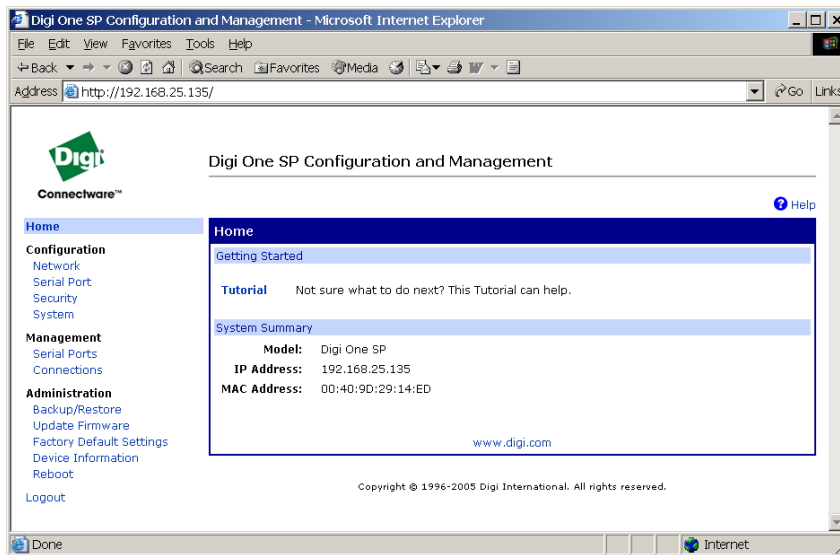 Digi One SP Configuration and Management - Microsoft Internet Explorer
File Edit View Favorites Tools Help
Back Search Favorites Media
Address http://192.168.25.135/ Go Links
Digi
Connectware™
Digi One SP Configuration and Management
Help
Home
Configuration
Network
Serial Port
Security
System
Management
Serial Ports
Connections
Administration
Backup/Restore
Update Firmware
Factory Default Settings
Device Information
Reboot
Logout
Home
Getting Started
Tutorial Not sure what to do next? This Tutorial can help.
System Summary
Model: Digi One SP
IP Address: 192.168.25.135
MAC Address: 00:40:9D:29:14:ED
www.digi.com
Copyright © 1996-2005 Digi International. All rights reserved.
Done Internet